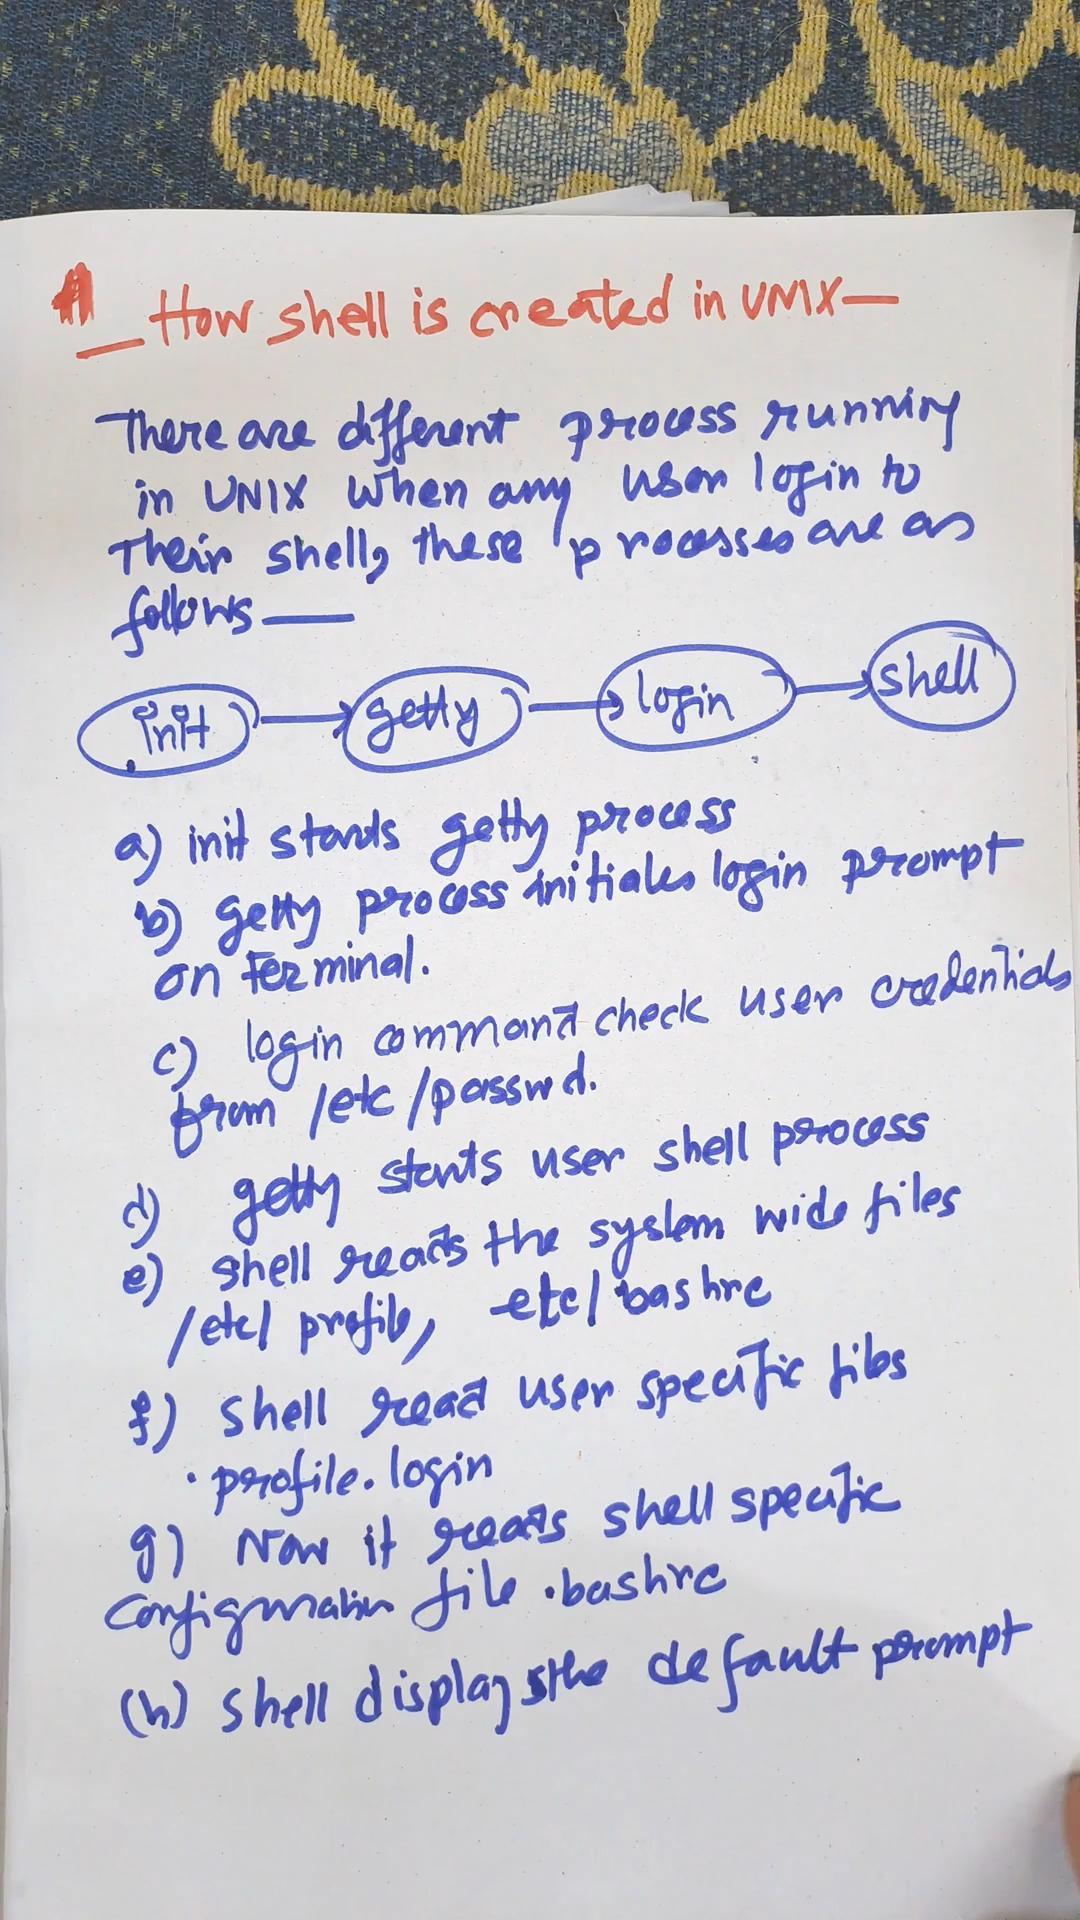 How shell is created in UNIX—
There are different process running
in UNIX when any user login to
Their shell, these processes are as
follows —
init → getty → login → shell
a) init starts getty process
b) getty process initiates login prompt
on Terminal.
c) login command check user credentials
from /etc/passwd.
d) getty starts user shell process
e) shell reads the system wide files
/etc/ profile, etc/ bashrc
f) shell read user specific files
.profile.login
g) Now it reads shell specific
configuration file .bashrc
(h) shell displays the default prompt